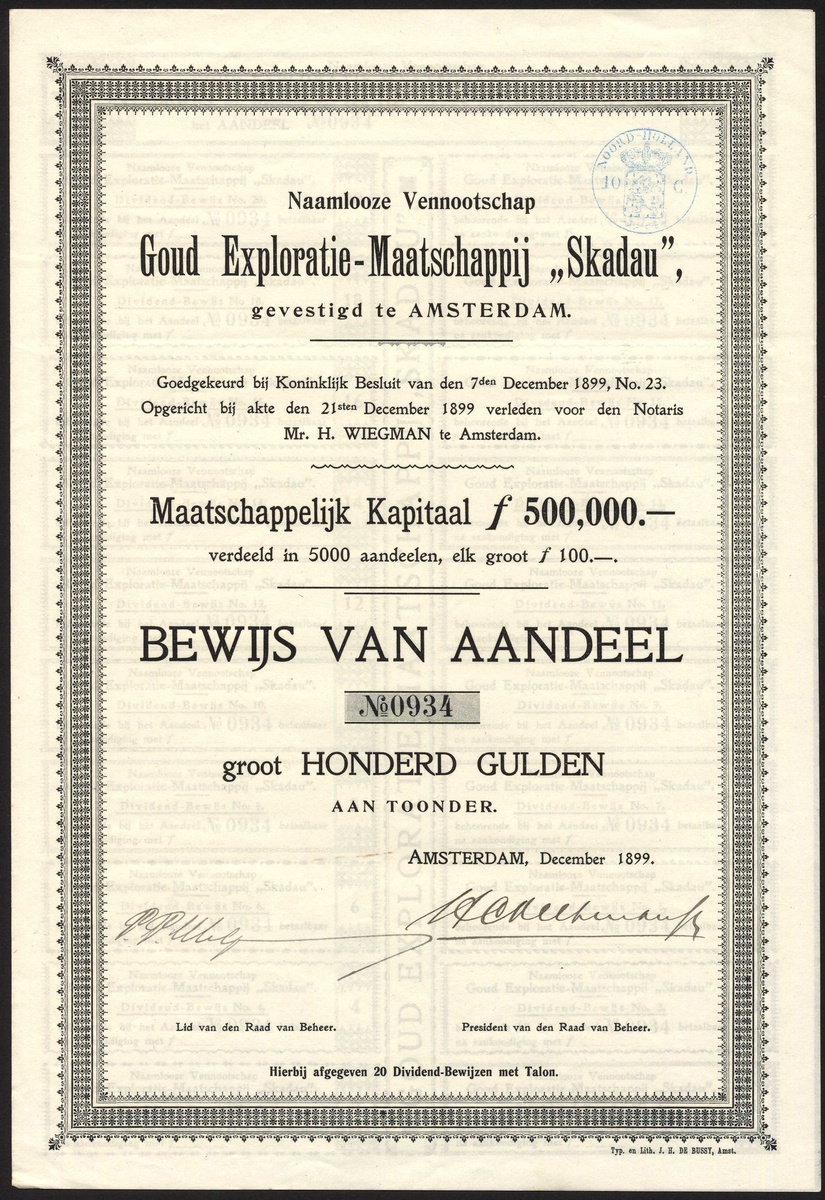 NOORD-HOLLAND
10 C
Naamlooze Vennootschap
Goud Exploratie-Maatschappij „Skadau”,
gevestigd te AMSTERDAM.
Goedgekeurd bij Koninklijk Besluit van den 7den December 1899, No. 23.
Opgericht bij akte den 21sten December 1899 verleden voor den Notaris
Mr. H. WIEGMAN te Amsterdam.
Maatschappelijk Kapitaal f 500,000.—
verdeeld in 5000 aandeelen, elk groot f 100.—.
BEWIJS VAN AANDEEL
№0934
groot HONDERD GULDEN
AAN TOONDER.
AMSTERDAM, December 1899.
Lid van den Raad van Beheer.
President van den Raad van Beheer.
Hierbij afgegeven 20 Dividend-Bewijzen met Talon.
Typ. en Lith. J. H. DE BUSSY, Amst.